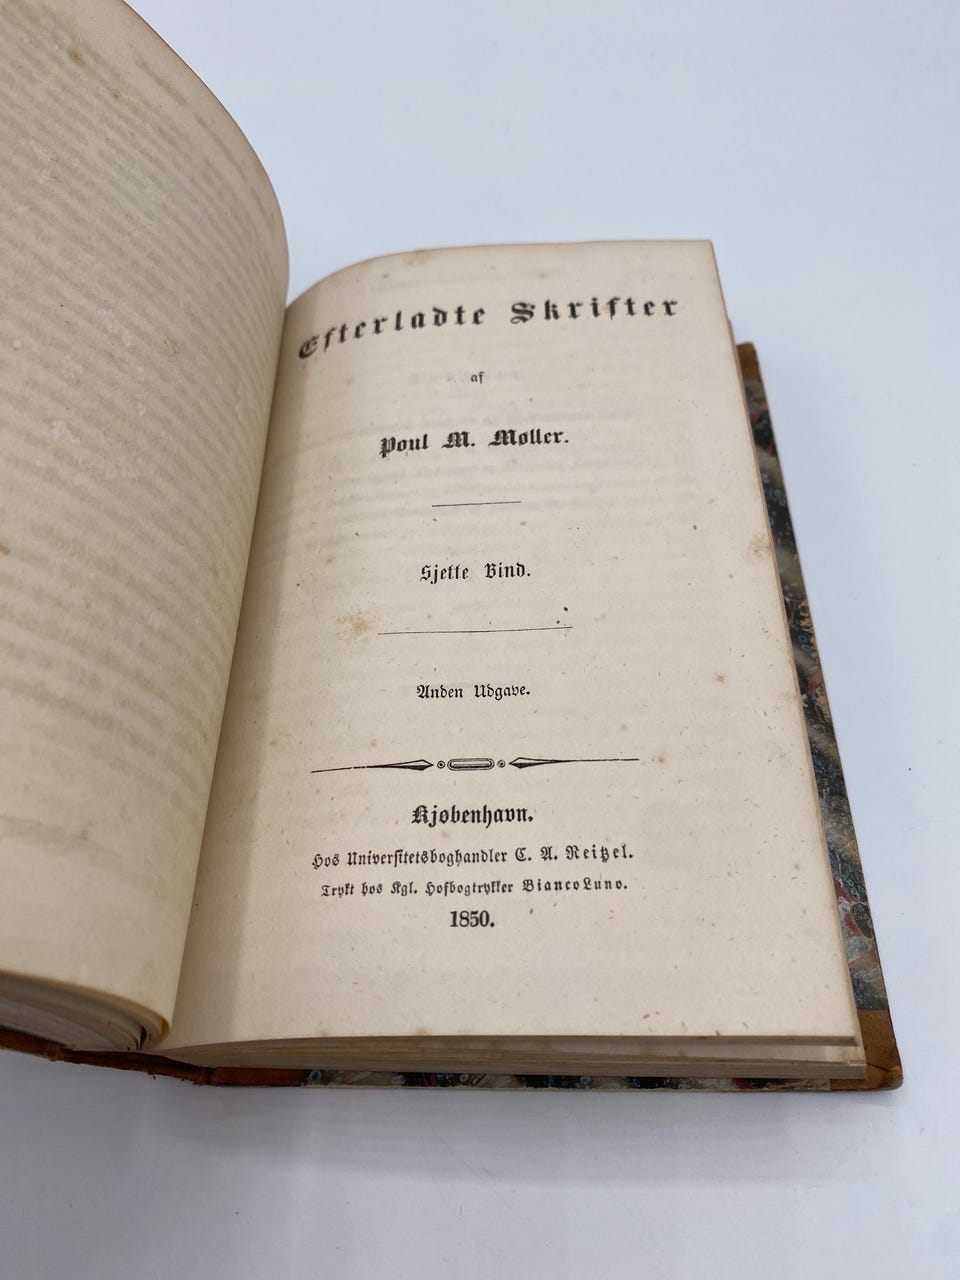 Efterladte Skrifter
af
Poul M. Møller.
Sjette Bind.
Anden Udgave.
Kjøbenhavn.
Hos Universitetsboghandler C. A. Reitzel.
Trykt hos Kgl. Hofbogtrykker Bianco Luno.
1850.